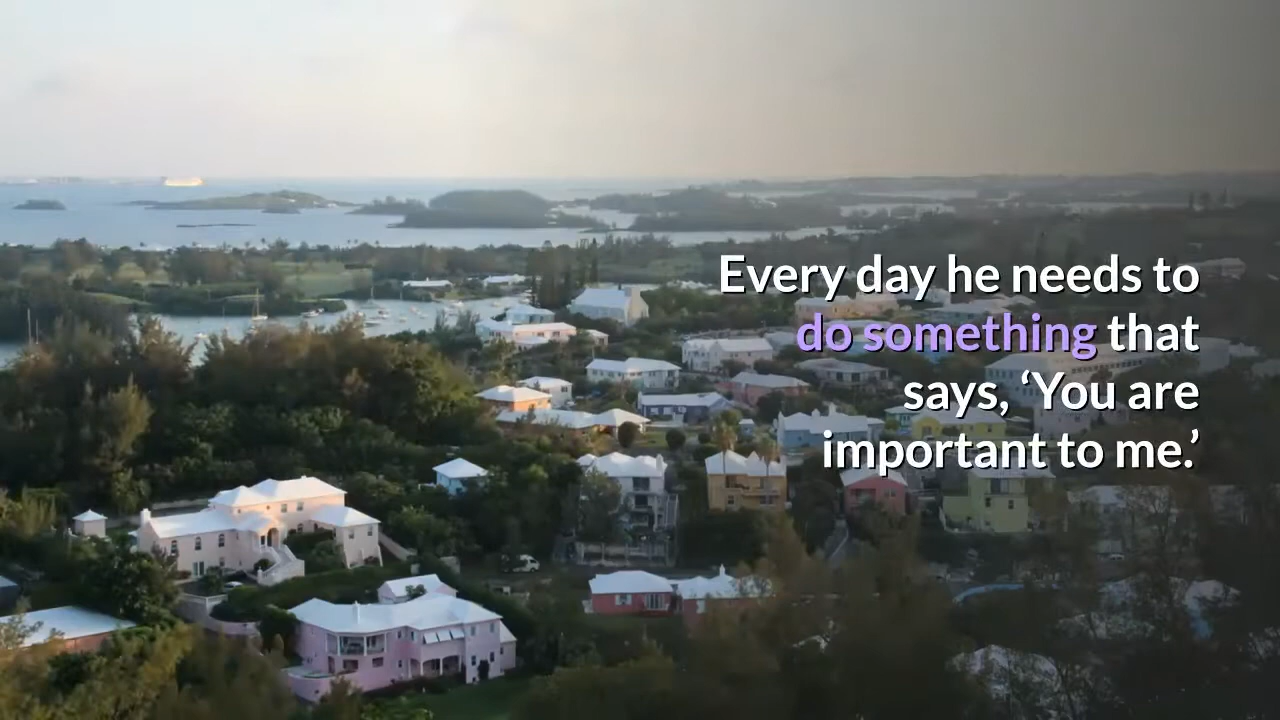 Every day he needs to
do something that
says, ‘You are
important to me.’